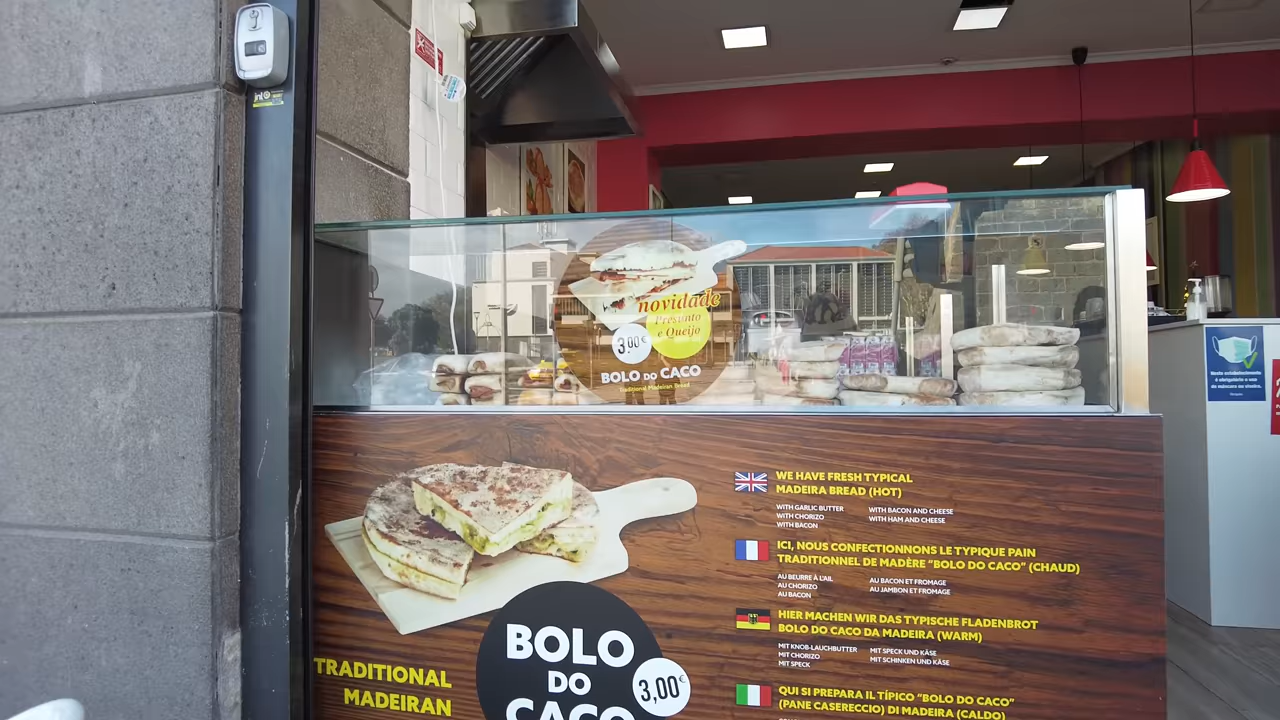 novidade
Presunto
e Queijo
3.00€
BOLO DO CACO
Traditional Madeiran Bread
WE HAVE FRESH TYPICAL
MADEIRA BREAD (HOT)
WITH GARLIC BUTTER
WITH CHORIZO
WITH BACON
WITH BACON AND CHEESE
WITH HAM AND CHEESE
ICI, NOUS CONFECTIONNONS LE TYPIQUE PAIN
TRADITIONNEL DE MADÈRE "BOLO DO CACO" (CHAUD)
AU BEURRE À L'AIL
AU CHORIZO
AU BACON
AU BACON ET FROMAGE
AU JAMBON ET FROMAGE
HIER MACHEN WIR DAS TYPISCHE FLADENBROT
BOLO DO CACO DA MADEIRA (WARM)
MIT KNOB-LAUCHBUTTER
MIT CHORIZO
MIT SPECK
MIT SPECK UND KÄSE
MIT SCHINKEN UND KÄSE
QUI SI PREPARA IL TÍPICO "BOLO DO CACO"
(PANE CASERECCIO) DI MADEIRA (CALDO)
BOLO
DO
CACO
3,00€
TRADITIONAL
MADEIRAN